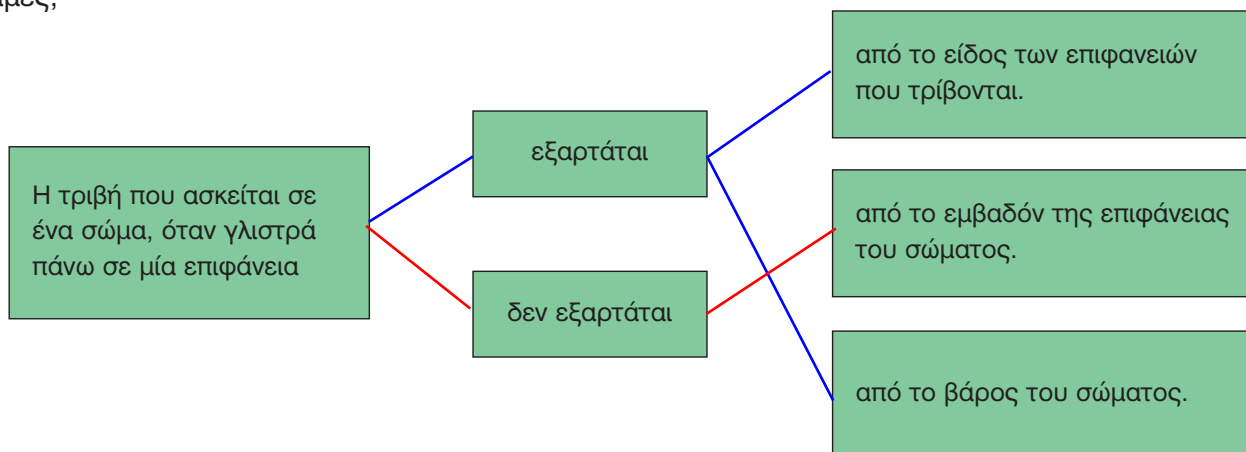 Η τριβή που ασκείται σε
ένα σώμα, όταν γλιστρά
πάνω σε μία επιφάνεια
εξαρτάται
δεν εξαρτάται
από το είδος των επιφανειών
που τρίβονται.
από το εμβαδόν της επιφάνειας
του σώματος.
από το βάρος του σώματος.